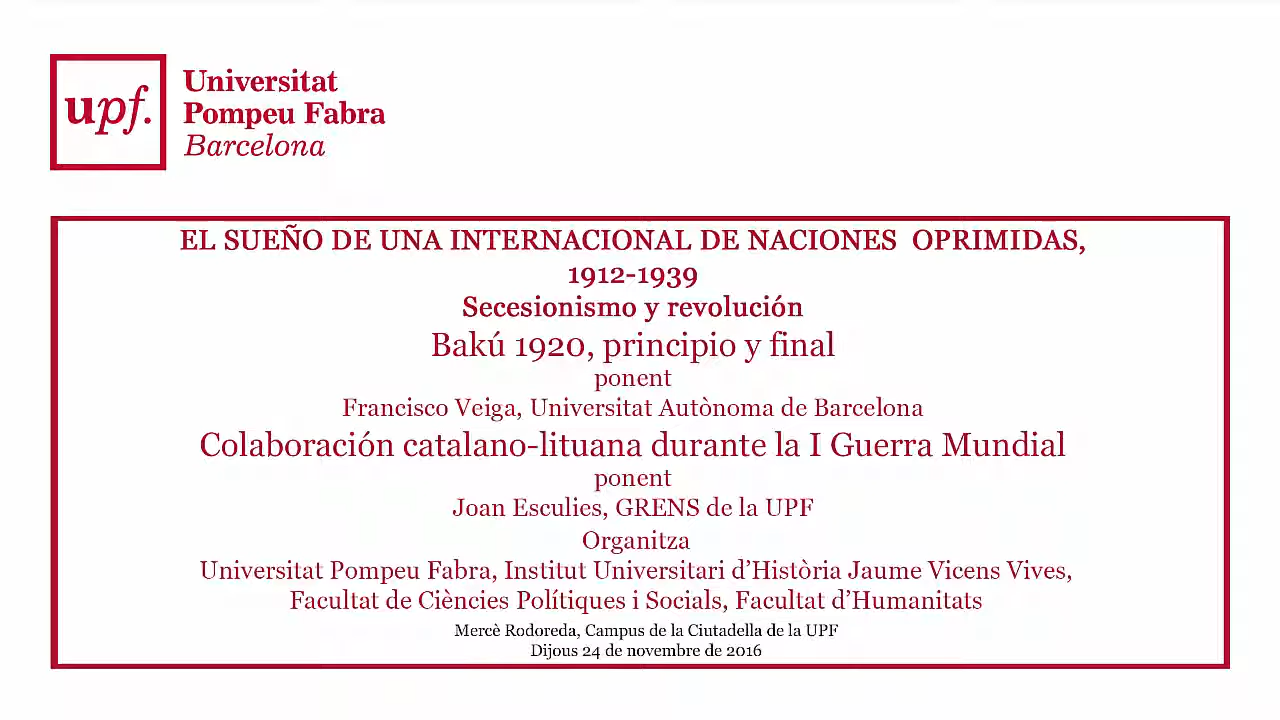 upf.
Universitat
Pompeu Fabra
Barcelona
EL SUEÑO DE UNA INTERNACIONAL DE NACIONES OPRIMIDAS,
1912-1939
Secesionismo y revolución
Bakú 1920, principio y final
ponent
Francisco Veiga, Universitat Autònoma de Barcelona
Colaboración catalano-lituana durante la I Guerra Mundial
ponent
Joan Esculies, GRENS de la UPF
Organitza
Universitat Pompeu Fabra, Institut Universitari d’Història Jaume Vicens Vives,
Facultat de Ciències Polítiques i Socials, Facultat d’Humanitats
Mercè Rodoreda, Campus de la Ciutadella de la UPF
Dijous 24 de novembre de 2016